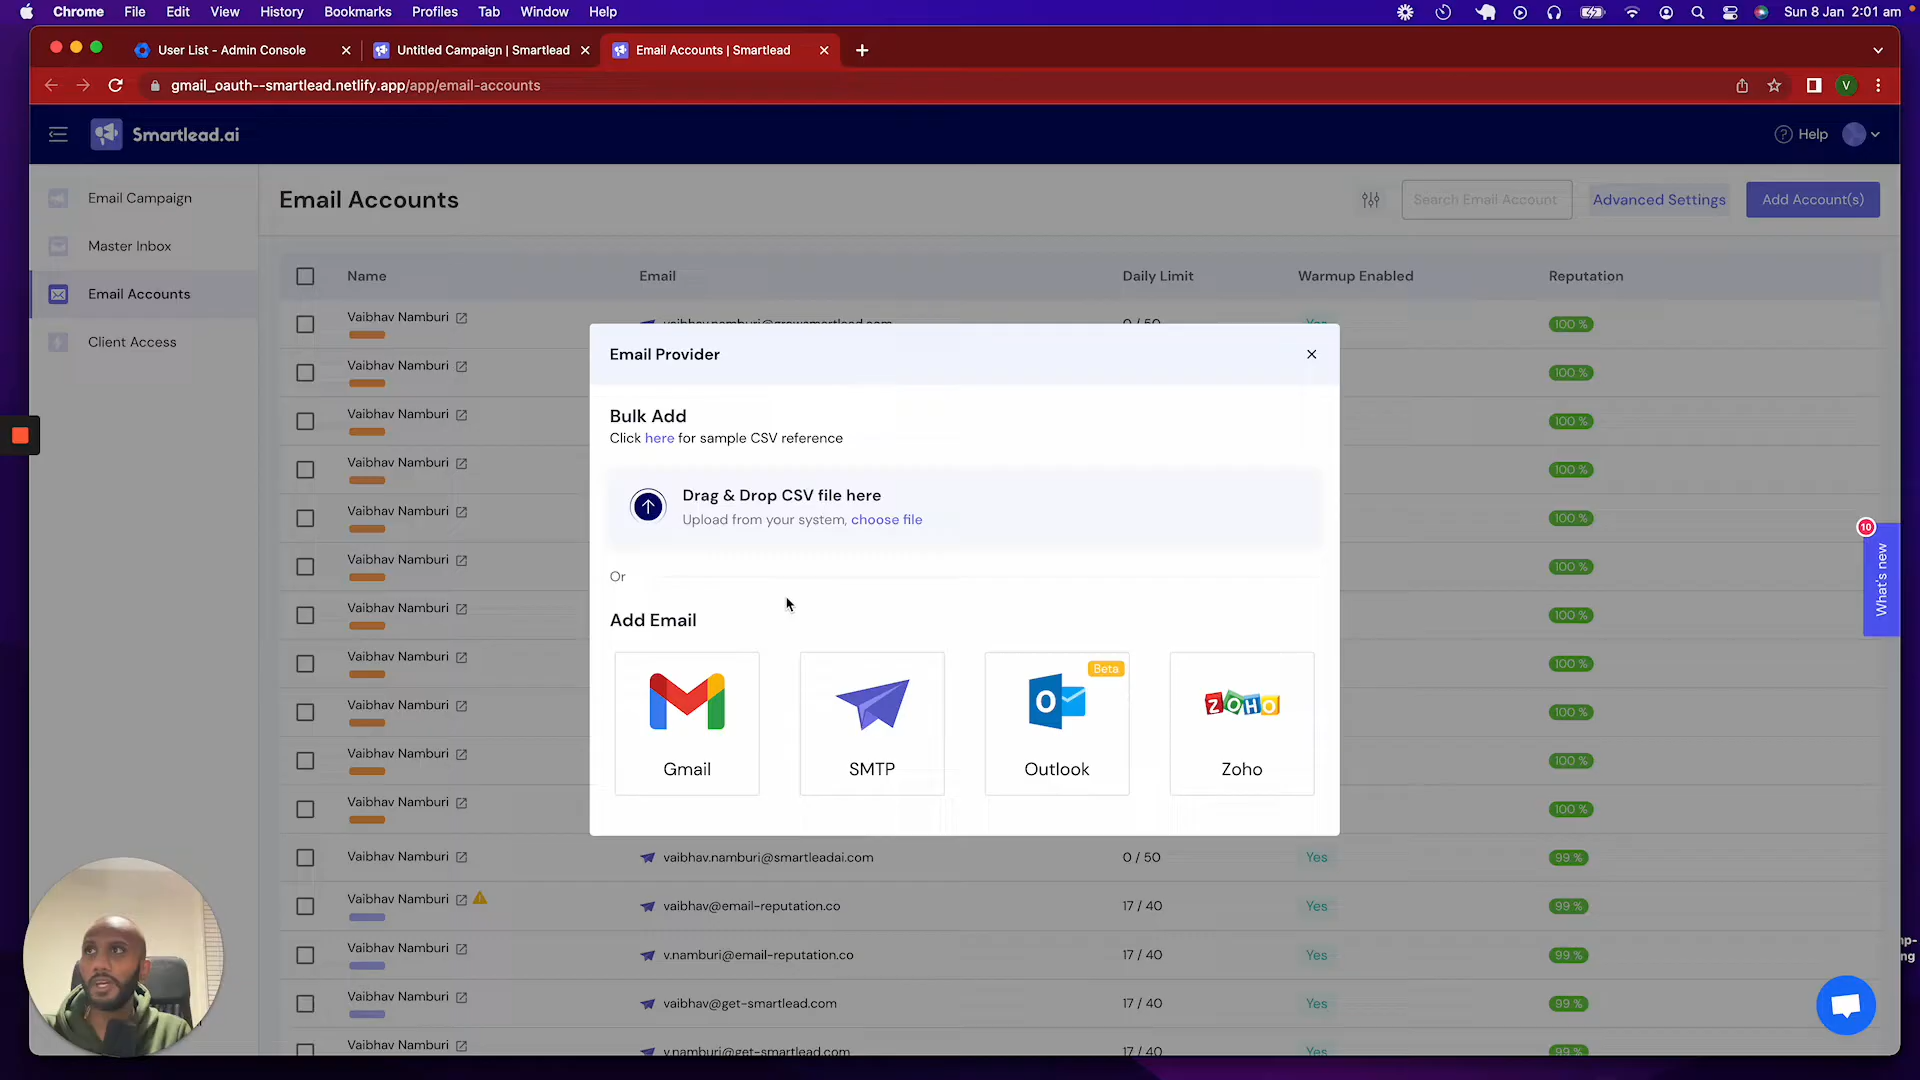 Chrome File Edit View History Bookmarks Profiles Tab Window Help Sun 8 Jan 2:01 am
User List - Admin Console
Untitled Campaign | Smartlead
Email Accounts | Smartlead
gmail_oauth--smartlead.netlify.app/app/email-accounts
V
Smartlead.ai
Help
Email Campaign
Master Inbox
Email Accounts
Client Access
Email Accounts
Search Email Account
Advanced Settings
Add Account(s)
Name Email Daily Limit Warmup Enabled Reputation
Vaibhav Namburi vaibhav.namburi@growsmartlead.com 0 / 50 Yes 100 %
Vaibhav Namburi 100 %
Vaibhav Namburi 100 %
Vaibhav Namburi 100 %
Vaibhav Namburi 100 %
Vaibhav Namburi 100 %
Vaibhav Namburi 100 %
Vaibhav Namburi 100 %
Vaibhav Namburi 100 %
Vaibhav Namburi 100 %
Vaibhav Namburi 100 %
Vaibhav Namburi vaibhav.namburi@smartleadai.com 0 / 50 Yes 99 %
Vaibhav Namburi vaibhav@email-reputation.co 17 / 40 Yes 99 %
Vaibhav Namburi v.namburi@email-reputation.co 17 / 40 Yes 99 %
Vaibhav Namburi vaibhav@get-smartlead.com 17 / 40 Yes 99 %
Vaibhav Namburi v.namburi@get-smartlead.com 17 / 40 Yes 99 %
Email Provider
Bulk Add
Click here for sample CSV reference
Drag & Drop CSV file here
Upload from your system, choose file
Or
Add Email
Gmail
SMTP
Beta
Outlook
ZOHO
Zoho
10
What's new